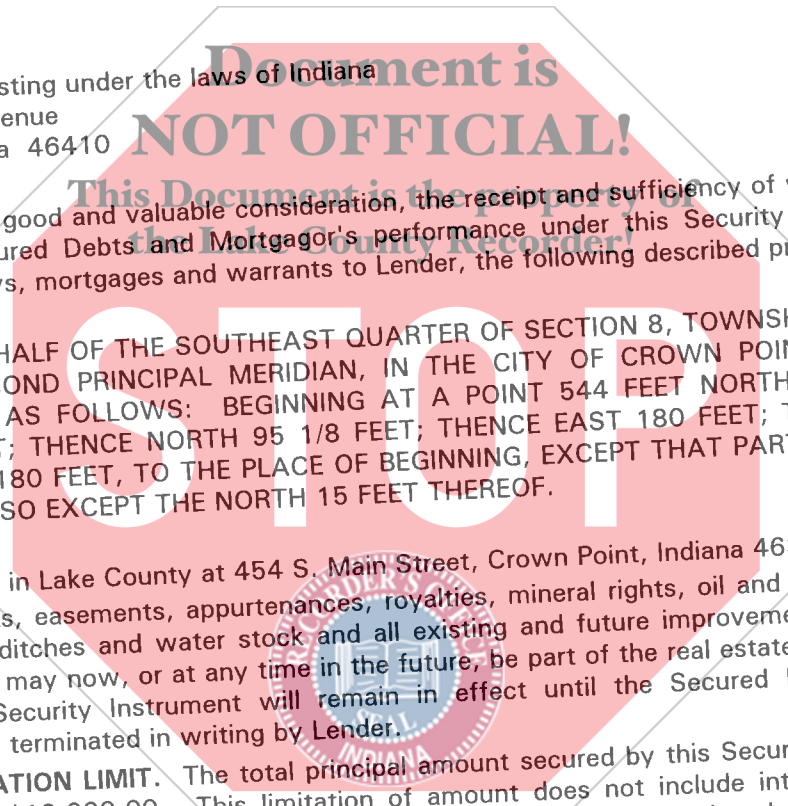 Document is
NOT OFFICIAL!
This Document is the property of
the Lake County Recorder!
STOP
sting under the laws of Indiana
enue
a 46410
good and valuable consideration, the receipt and sufficiency of
ured Debts and Mortgagor's performance under this Security
s, mortgages and warrants to Lender, the following described
HALF OF THE SOUTHEAST QUARTER OF SECTION 8,
OND PRINCIPAL MERIDIAN, IN THE CITY OF CROWN
AS FOLLOWS: BEGINNING AT A POINT 544 FEET NORTH
THENCE NORTH 95 1/8 FEET; THENCE EAST 180 FEET;
180 FEET, TO THE PLACE OF BEGINNING, EXCEPT THAT PART
SO EXCEPT THE NORTH 15 FEET THEREOF.
in Lake County at 454 S. Main Street, Crown Point, Indiana
s, easements, appurtenances, royalties, mineral rights, oil and
ditches and water stock and all existing and future
may now, or at any time in the future, be part of the real estate
Security Instrument will remain in effect until the Secured
terminated in writing by Lender.
ATION LIMIT. The total principal amount secured by this
This limitation of amount does not include
RECORDER'S OFFICE
SEAL
INDIANA